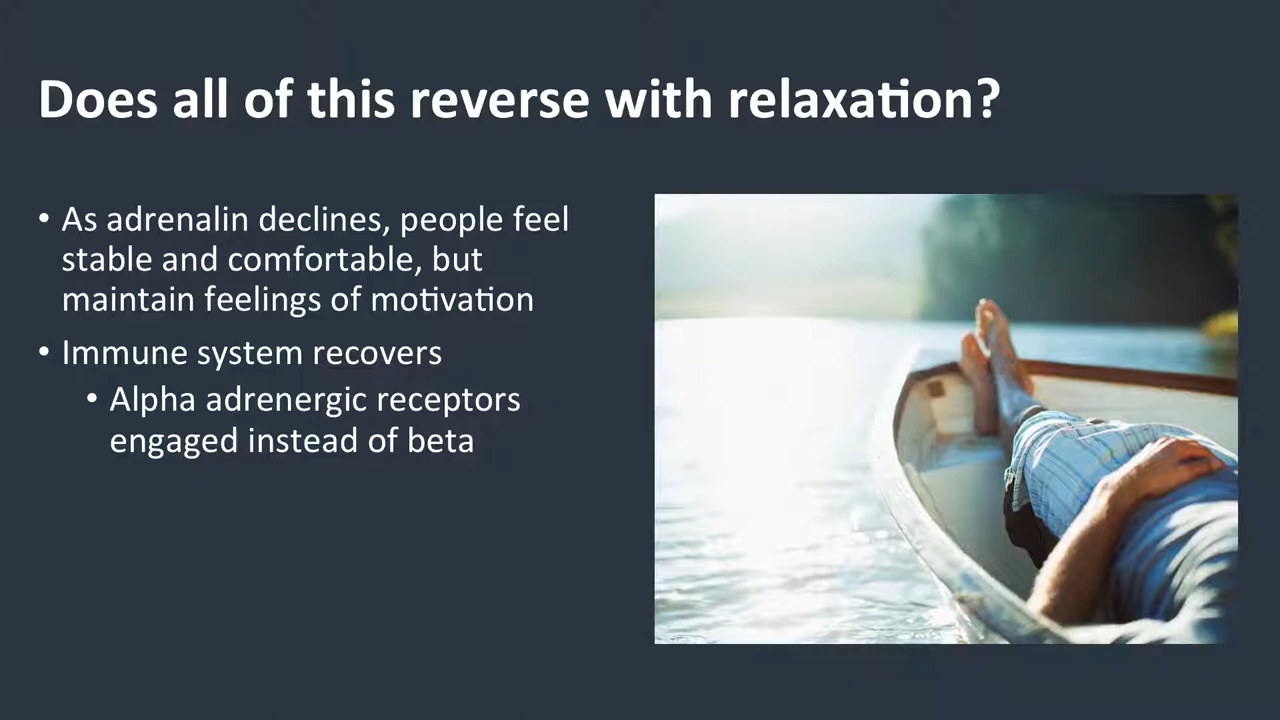 Does all of this reverse with relaxation?
• As adrenalin declines, people feel
stable and comfortable, but
maintain feelings of motivation
• Immune system recovers
• Alpha adrenergic receptors
engaged instead of beta